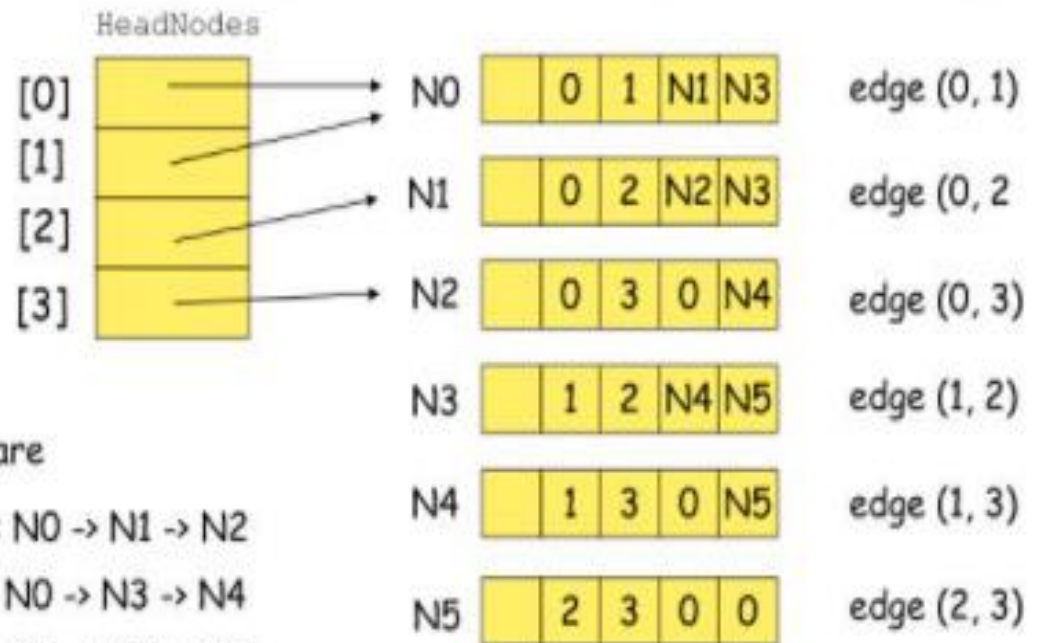 HeadNodes
[0]
[1]
[2]
[3]
N0 0 1 N1 N3 edge (0, 1)
N1 0 2 N2 N3 edge (0, 2
N2 0 3 0 N4 edge (0, 3)
N3 1 2 N4 N5 edge (1, 2)
N4 1 3 0 N5 edge (1, 3)
N5 2 3 0 0 edge (2, 3)
are
: N0 -> N1 -> N2
N0 -> N3 -> N4